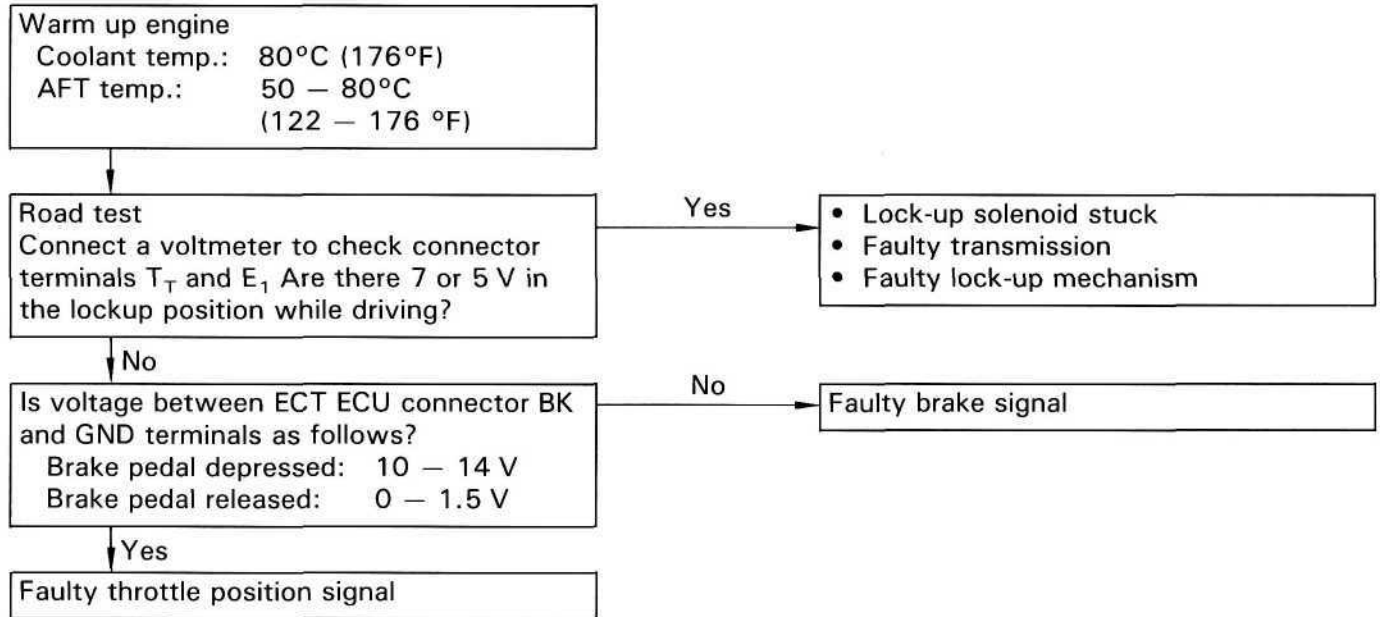 Warm up engine
Coolant temp.: 80°C (176°F)
AFT temp.: 50 — 80°C
(122 — 176 °F)
Road test
Connect a voltmeter to check connector
terminals T_T and E_1 Are there 7 or 5 V in
the lockup position while driving?
Yes
• Lock-up solenoid stuck
• Faulty transmission
• Faulty lock-up mechanism
No
Is voltage between ECT ECU connector BK
and GND terminals as follows?
Brake pedal depressed: 10 — 14 V
Brake pedal released: 0 — 1.5 V
No
Faulty brake signal
Yes
Faulty throttle position signal